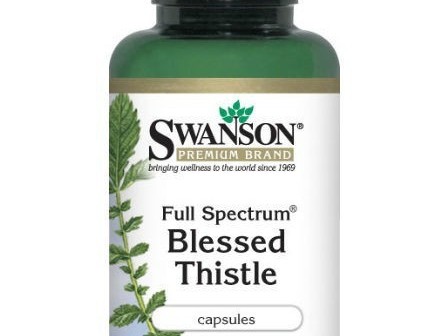 SWANSON®
PREMIUM BRAND
bringing wellness to the world since 1969
Full Spectrum®
Blessed
Thistle
capsules